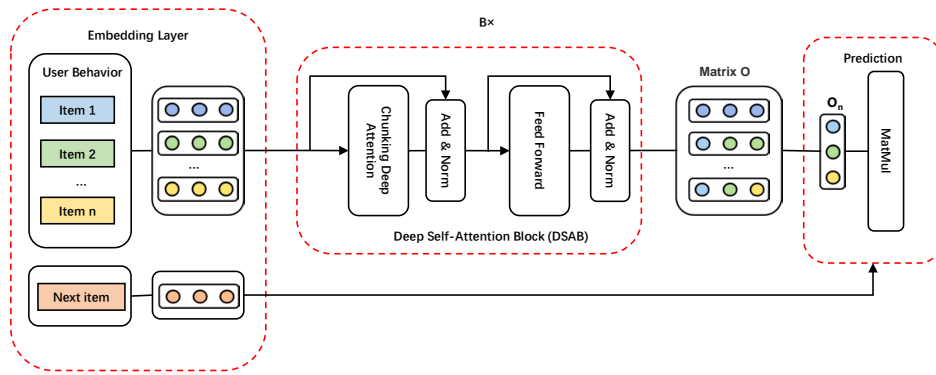 Embedding Layer
User Behavior
Item 1
Item 2
...
Item n
...
Next item
B×
Chunking Deep
Attention
Add & Norm
Feed Forward
Add & Norm
Deep Self-Attention Block (DSAB)
Matrix O
...
Prediction
On
MatMul